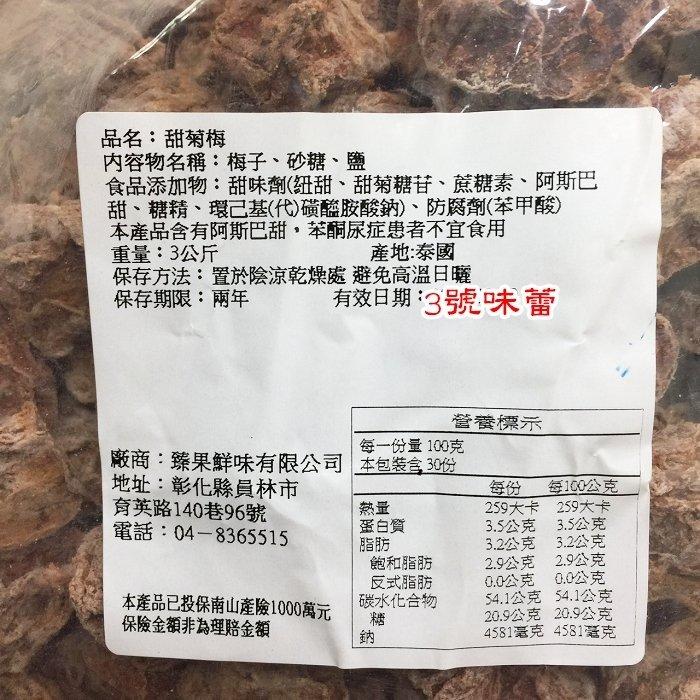 品名：甜菊梅
內容物名稱：梅子、砂糖、鹽
食品添加物：甜味劑(紐甜、甜菊糖苷、蔗糖素、阿斯巴
甜、糖精、環己基(代)磺醯胺酸鈉)、防腐劑(苯甲酸)
本產品含有阿斯巴甜，苯酮尿症患者不宜食用
重量：3公斤 產地:泰國
保存方法：置於陰涼乾燥處 避免高溫日曬
保存期限：兩年 有效日期：
3號味蕾
廠商：臻果鮮味有限公司
地址：彰化縣員林市
育英路140巷96號
電話：04－8365515
本產品已投保南山產險1000萬元
保險金額非為理賠金額
營養標示
每一份量 100克
本包裝含 30份
每份 每100公克
熱量 259大卡 259大卡
蛋白質 3.5公克 3.5公克
脂肪 3.2公克 3.2公克
飽和脂肪 2.9公克 2.9公克
反式脂肪 0.0公克 0.0公克
碳水化合物 54.1公克 54.1公克
糖 20.9公克 20.9公克
鈉 4581毫克 4581毫克